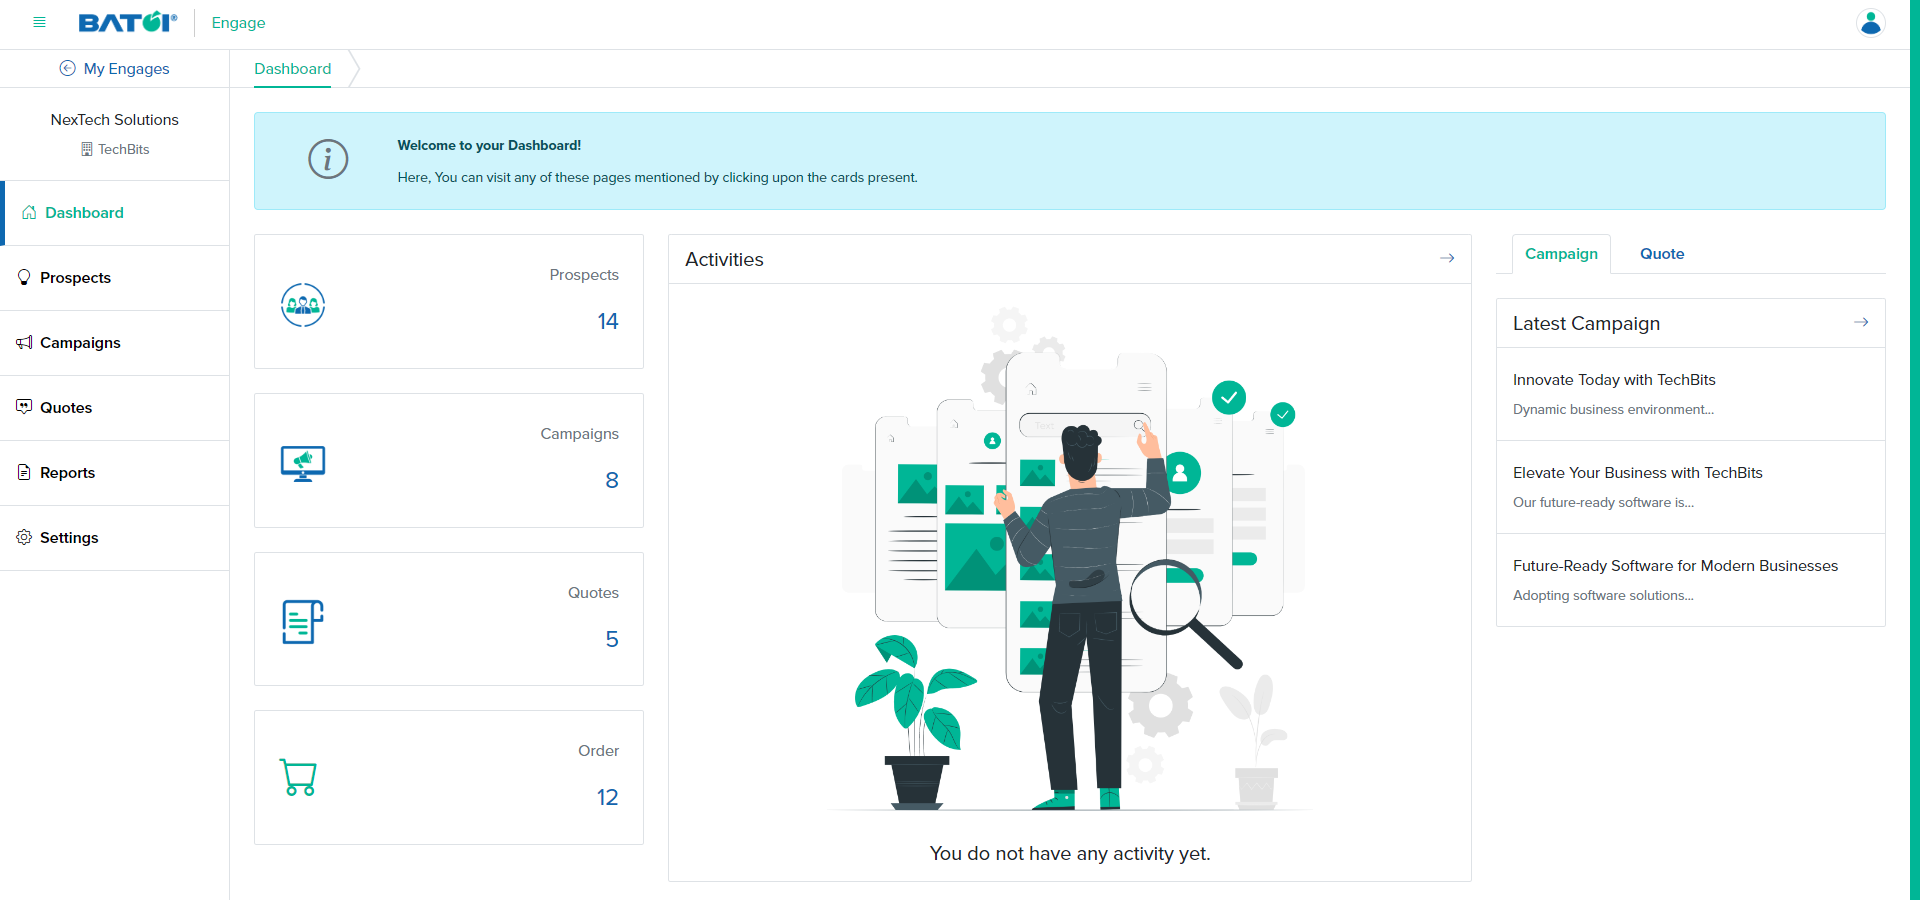 BATOI® Engage
My Engages
Dashboard
NexTech Solutions
TechBits
Dashboard
Prospects
Campaigns
Quotes
Reports
Settings
Welcome to your Dashboard!
Here, You can visit any of these pages mentioned by clicking upon the cards present.
Prospects
14
Campaigns
8
Quotes
5
Order
12
Activities
Text
You do not have any activity yet.
Campaign Quote
Latest Campaign
Innovate Today with TechBits
Dynamic business environment...
Elevate Your Business with TechBits
Our future-ready software is...
Future-Ready Software for Modern Businesses
Adopting software solutions...